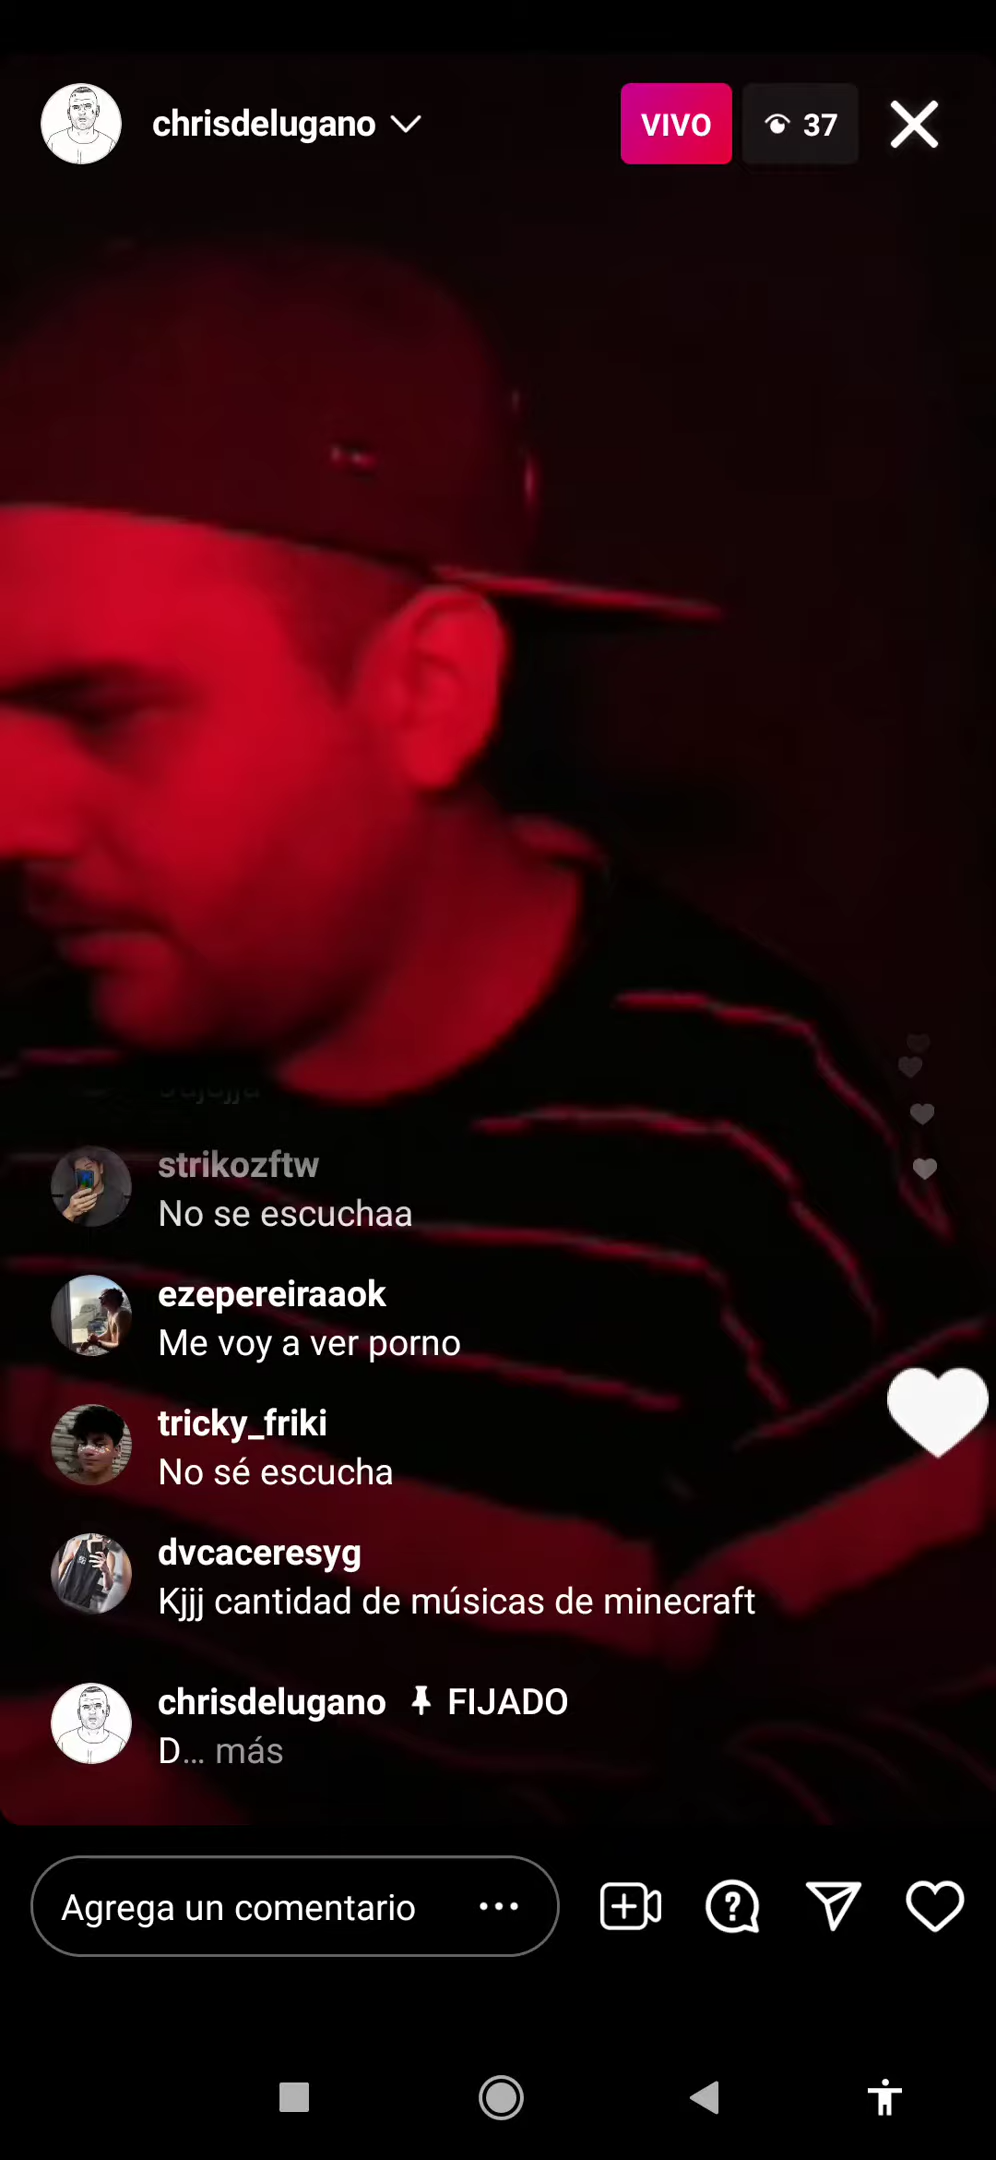 chrisdelugano
VIVO
37
strikozftw
No se escuchaa
ezepereiraaok
Me voy a ver porno
tricky_friki
No sé escucha
dvcaceresyg
Kjjj cantidad de músicas de minecraft
chrisdelugano FIJADO
D... más
Agrega un comentario